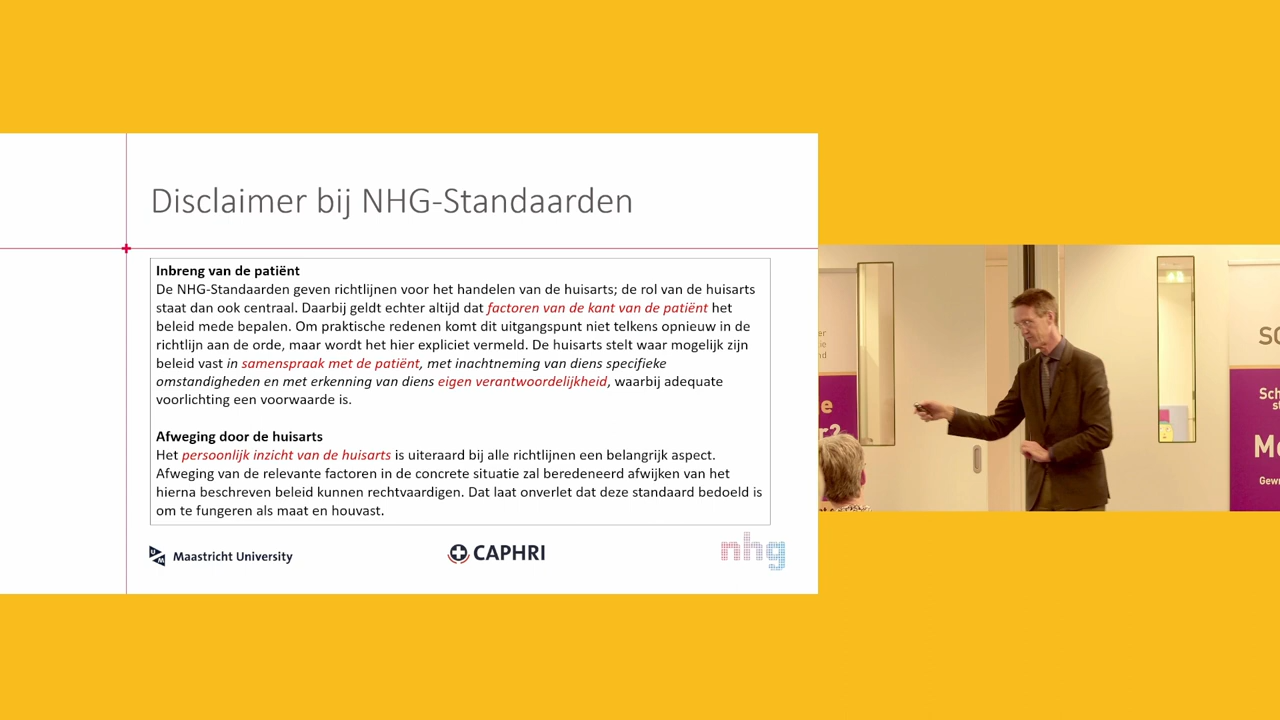 Disclaimer bij NHG-Standaarden
Inbreng van de patiënt
De NHG-Standaarden geven richtlijnen voor het handelen van de huisarts; de rol van de huisarts
staat dan ook centraal. Daarbij geldt echter altijd dat factoren van de kant van de patiënt het
beleid mede bepalen. Om praktische redenen komt dit uitgangspunt niet telkens opnieuw in de
richtlijn aan de orde, maar wordt het hier expliciet vermeld. De huisarts stelt waar mogelijk zijn
beleid vast in samenspraak met de patiënt, met inachtneming van diens specifieke
omstandigheden en met erkenning van diens eigen verantwoordelijkheid, waarbij adequate
voorlichting een voorwaarde is.
Afweging door de huisarts
Het persoonlijk inzicht van de huisarts is uiteraard bij alle richtlijnen een belangrijk aspect.
Afweging van de relevante factoren in de concrete situatie zal beredeneerd afwijken van het
hierna beschreven beleid kunnen rechtvaardigen. Dat laat onverlet dat deze standaard bedoeld is
om te fungeren als maat en houvast.
Maastricht University
CAPHRI
nhg